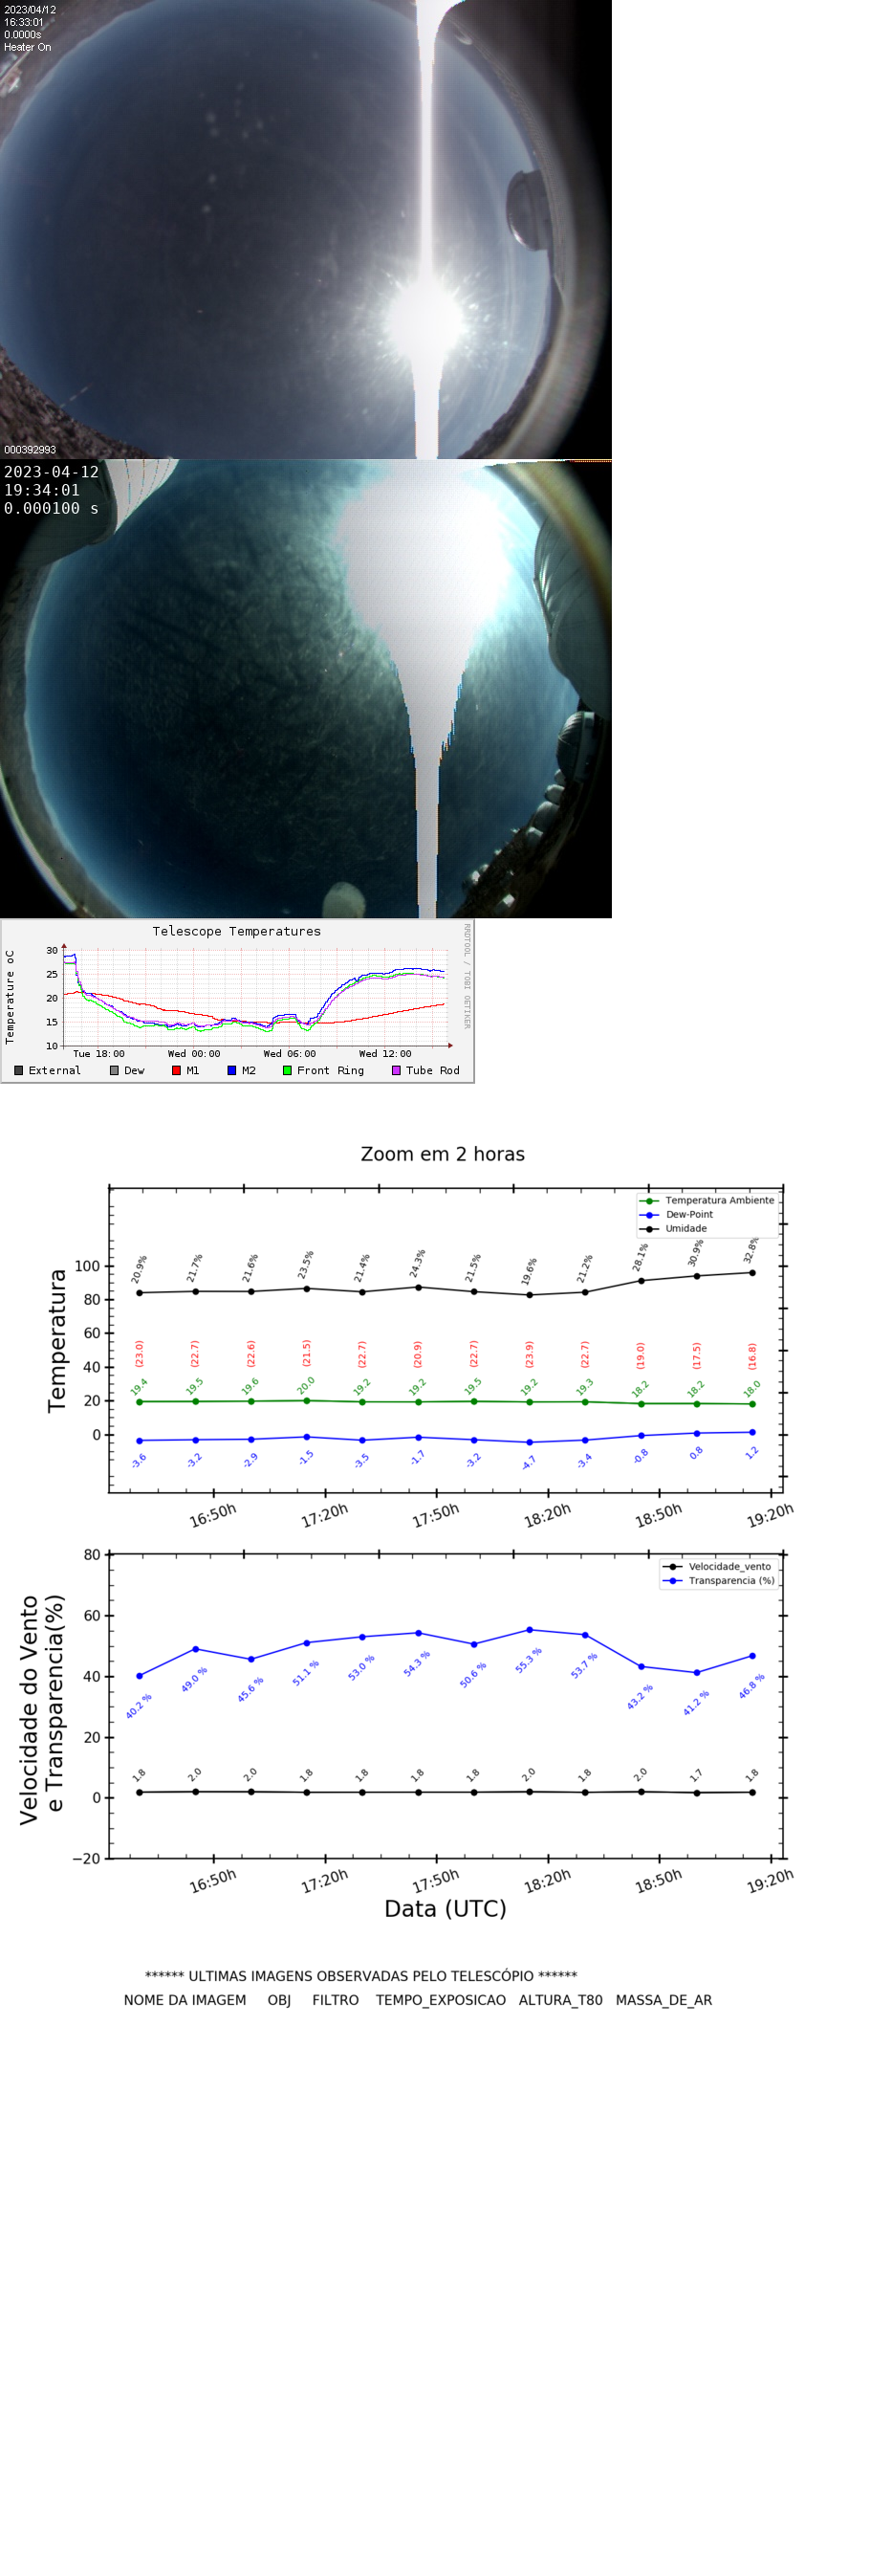 2023/04/12
16:33:01
0.0000s
Heater On
000392993
2023-04-12
19:34:01
0.000100 s
Telescope Temperatures
RRDTOOL / TOBI OETIKER
Temperature oC
30
25
20
15
10
Tue 18:00 Wed 00:00 Wed 06:00 Wed 12:00
External Dew M1 M2 Front Ring Tube Rod
Zoom em 2 horas
Temperatura Ambiente
Dew-Point
Umidade
Temperatura
100
80
60
40
20
0
20.9% 21.7% 21.6% 23.5% 21.4% 24.3% 21.5% 19.6% 21.2% 28.1% 30.9% 32.8%
(23.0) (22.7) (22.6) (21.5) (22.7) (20.9) (22.7) (23.9) (22.7) (19.0) (17.5) (16.8)
19.4 19.5 19.6 20.0 19.2 19.2 19.5 19.2 19.3 18.2 18.2 18.0
-3.6 -3.2 -2.9 -1.5 -3.5 -1.7 -3.2 -4.7 -3.4 -0.8 0.8 1.2
16:50h 17:20h 17:50h 18:20h 18:50h 19:20h
Velocidade_vento
Transparencia (%)
Velocidade do Vento
e Transparencia(%)
80
60
40
20
0
−20
40.2 % 49.0 % 45.6 % 51.1 % 53.0 % 54.3 % 50.6 % 55.3 % 53.7 % 43.2 % 41.2 % 46.8 %
1.8 2.0 2.0 1.8 1.8 1.8 1.8 2.0 1.8 2.0 1.7 1.8
16:50h 17:20h 17:50h 18:20h 18:50h 19:20h
Data (UTC)
****** ULTIMAS IMAGENS OBSERVADAS PELO TELESCÓPIO ******
NOME DA IMAGEM OBJ FILTRO TEMPO_EXPOSICAO ALTURA_T80 MASSA_DE_AR